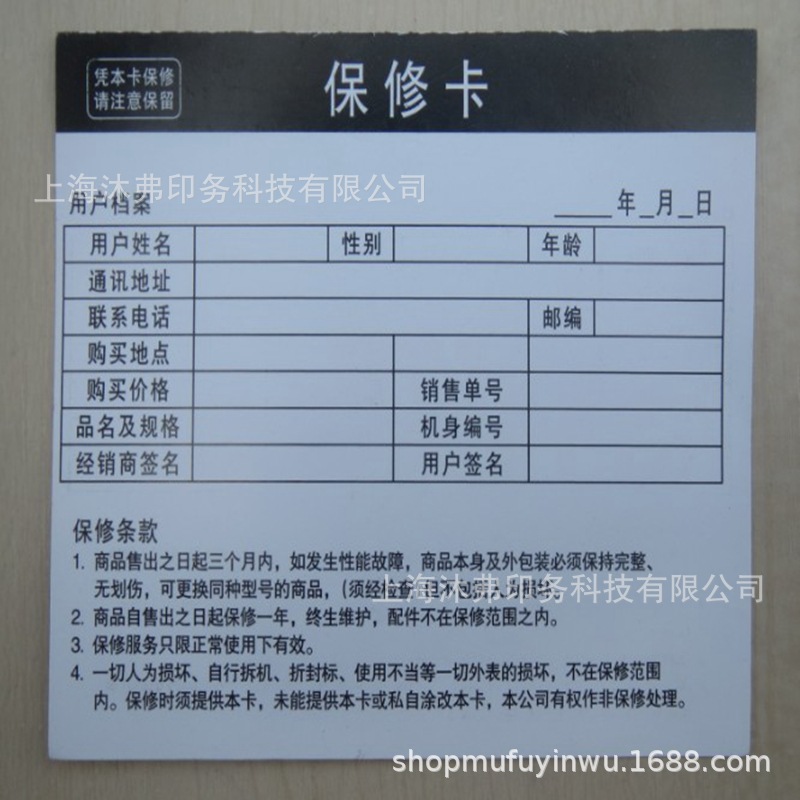 凭本卡保修
请注意保留
保修卡
上海沐弗印务科技有限公司
用户档案 ____年_月_日
用户姓名 性别 年龄
通讯地址
联系电话 邮编
购买地点
购买价格 销售单号
品名及规格 机身编号
经销商签名 用户签名
保修条款
1. 商品售出之日起三个月内，如发生性能故障，商品本身及外包装必须保持完整、
无划伤，可更换同种型号的商品，(须经检查
上海沐弗印务科技有限公司
2. 商品自售出之日起保修一年，终生维护，配件不在保修范围之内。
3. 保修服务只限正常使用下有效。
4. 一切人为损坏、自行拆机、折封标、使用不当等一切外表的损坏，不在保修范围
内。保修时须提供本卡，未能提供本卡或私自涂改本卡，本公司有权作非保修处理。
shopmufuyinwu.1688.com